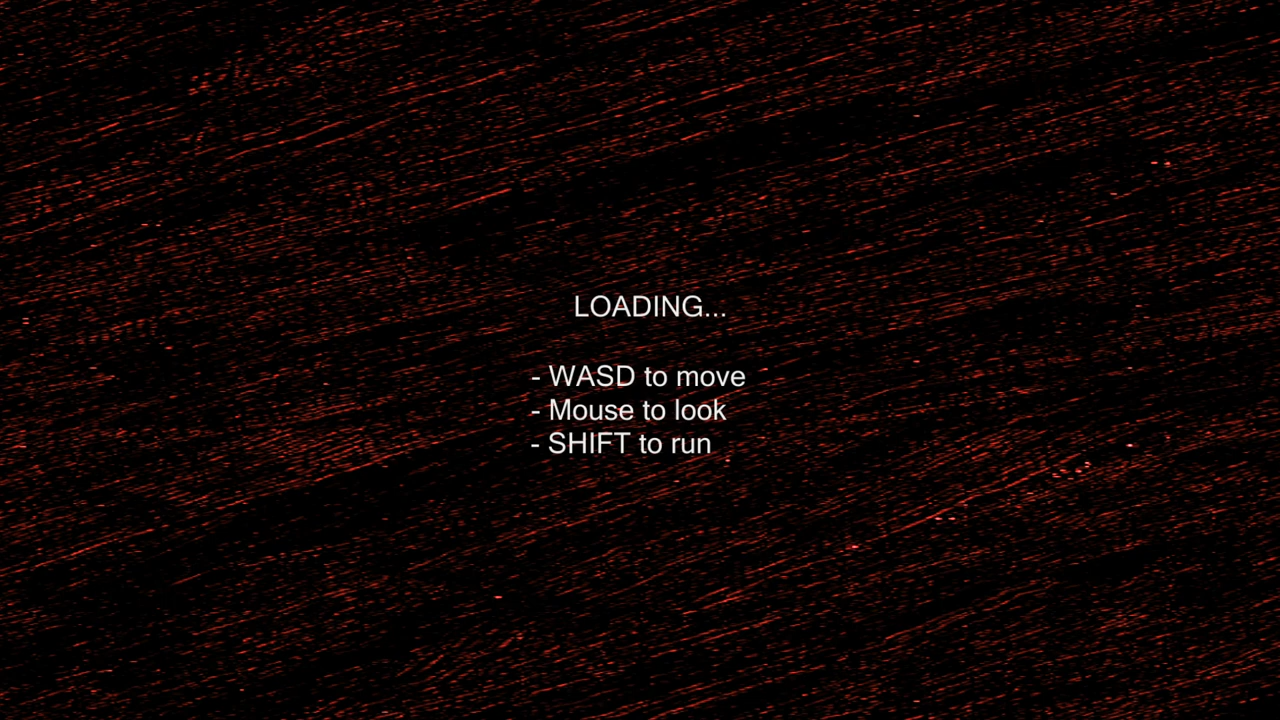 LOADING...
- WASD to move
- Mouse to look
- SHIFT to run